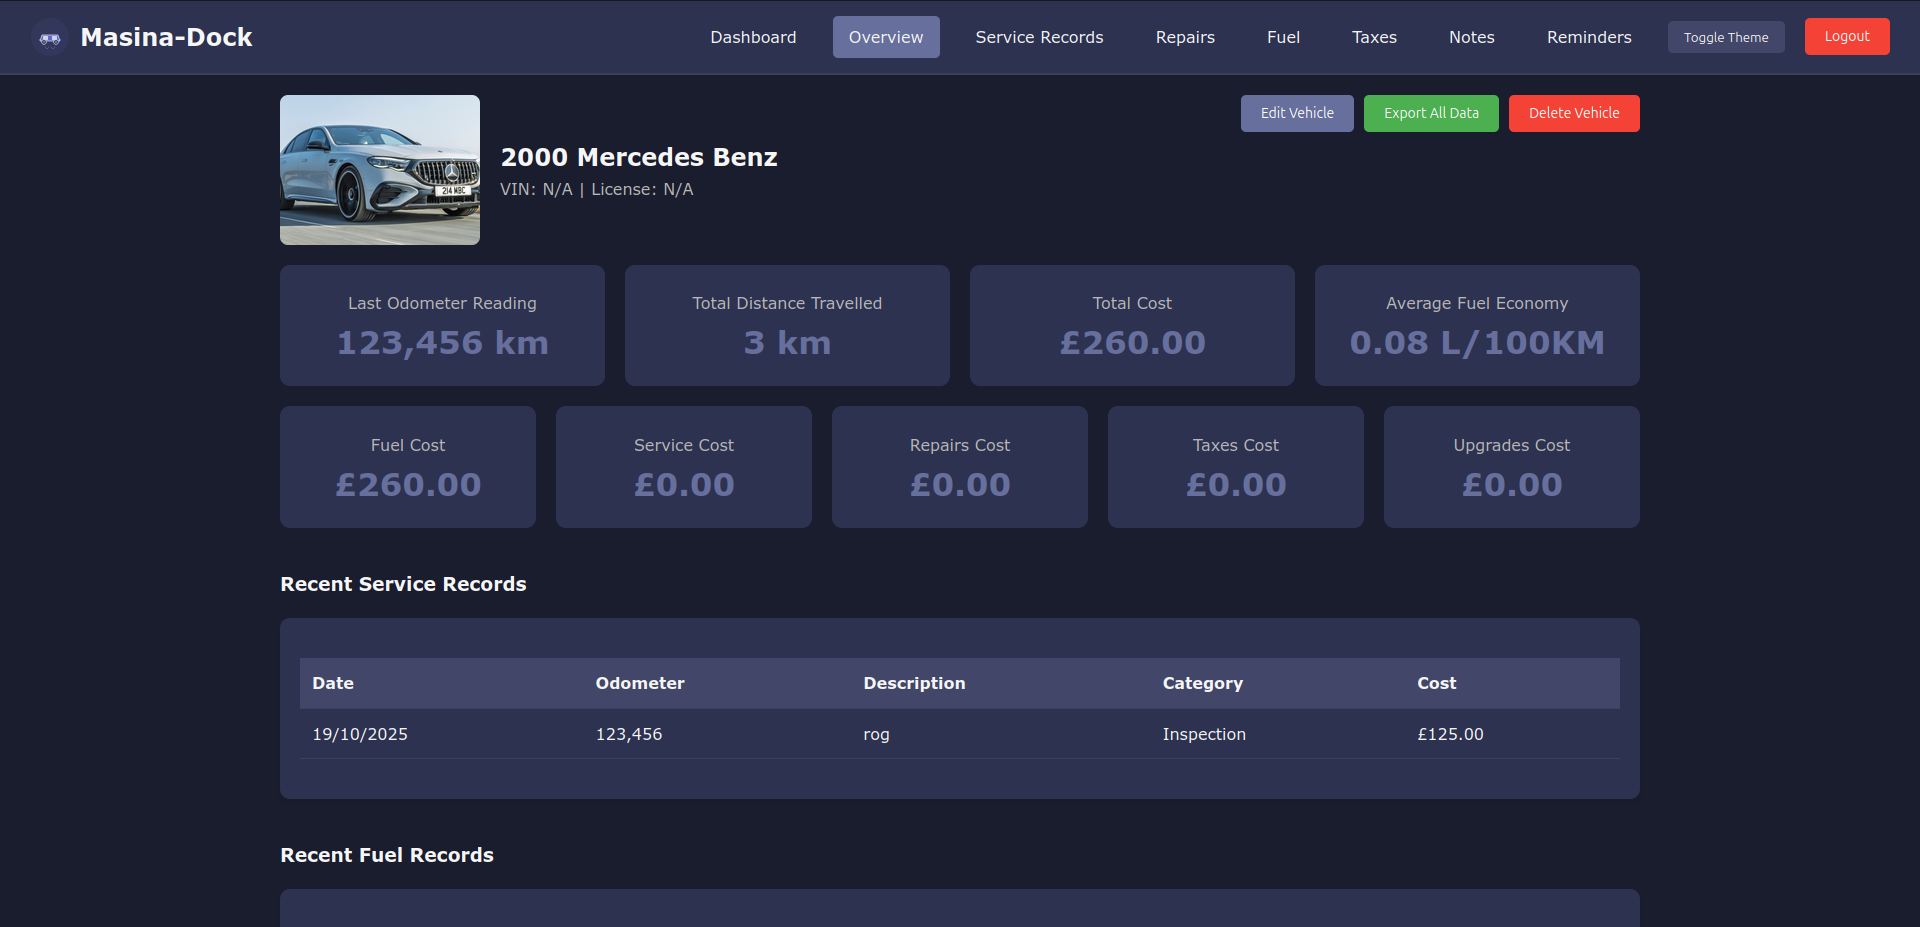 Masina-Dock
Dashboard
Overview
Service Records
Repairs
Fuel
Taxes
Notes
Reminders
Toggle Theme
Logout
Edit Vehicle
Export All Data
Delete Vehicle
214 MBC
2000 Mercedes Benz
VIN: N/A | License: N/A
Last Odometer Reading
123,456 km
Total Distance Travelled
3 km
Total Cost
£260.00
Average Fuel Economy
0.08 L/100KM
Fuel Cost
£260.00
Service Cost
£0.00
Repairs Cost
£0.00
Taxes Cost
£0.00
Upgrades Cost
£0.00
Recent Service Records
Date Odometer Description Category Cost
19/10/2025 123,456 rog Inspection £125.00
Recent Fuel Records